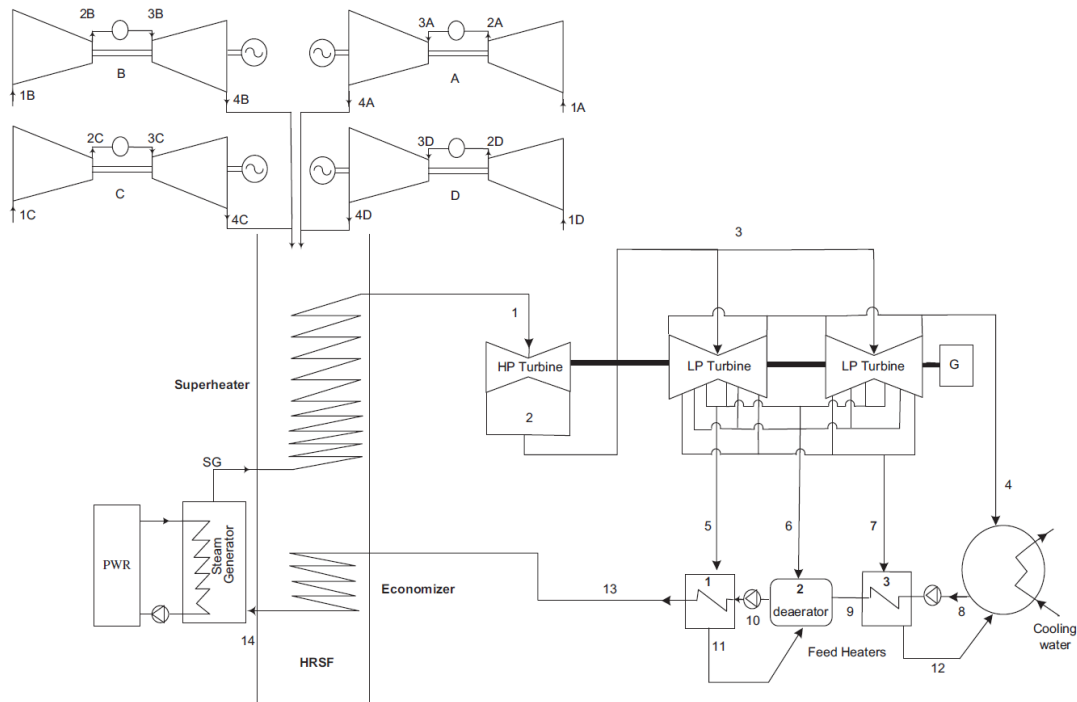 2B 3B
B
1B 4B
3A 2A
A
4A 1A
2C 3C
C
1C 4C
3D 2D
D
4D 1D
3
1
HP Turbine
LP Turbine
LP Turbine
G
Superheater
2
SG
4
PWR
Steam
Generator
5
6
7
13
1
2
deaerator
3
10
9
8
Economizer
Cooling
water
14
11
Feed Heaters
12
HRSF